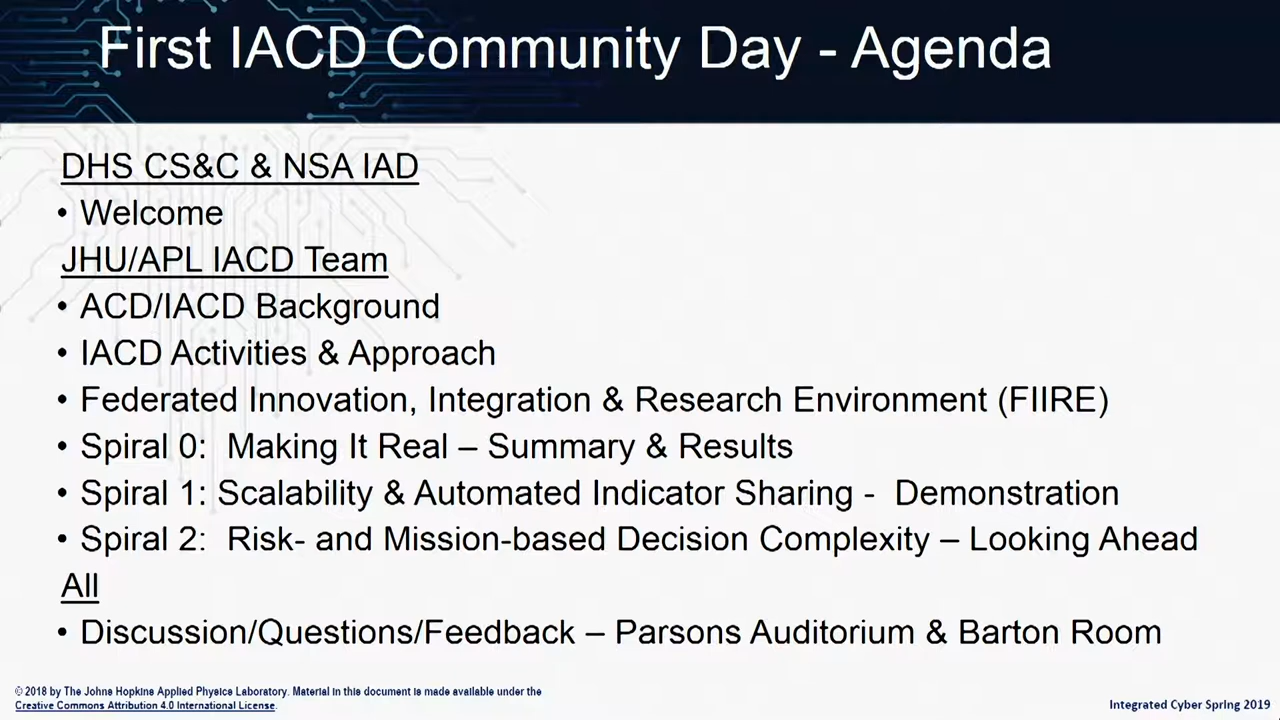 First IACD Community Day - Agenda
DHS CS&C & NSA IAD
• Welcome
JHU/APL IACD Team
• ACD/IACD Background
• IACD Activities & Approach
• Federated Innovation, Integration & Research Environment (FIIRE)
• Spiral 0:  Making It Real – Summary & Results
• Spiral 1: Scalability & Automated Indicator Sharing -  Demonstration
• Spiral 2:  Risk- and Mission-based Decision Complexity – Looking Ahead
All
• Discussion/Questions/Feedback – Parsons Auditorium & Barton Room
© 2018 by The Johns Hopkins Applied Physics Laboratory. Material in this document is made available under the
Creative Commons Attribution 4.0 International License.
Integrated Cyber Spring 2019